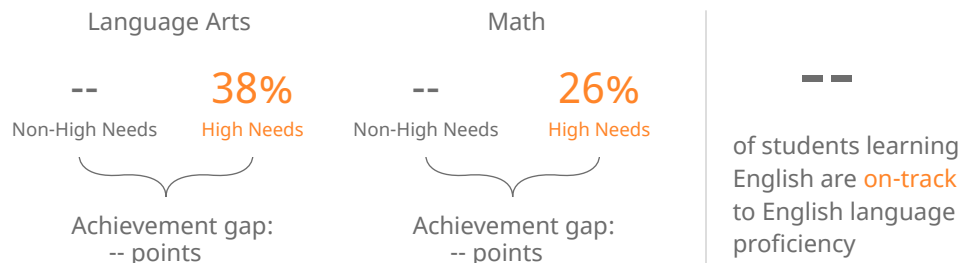 Language Arts
-- 38%
Non-High Needs High Needs
Achievement gap:
-- points
Math
-- 26%
Non-High Needs High Needs
Achievement gap:
-- points
--
of students learning
English are on-track
to English language
proficiency